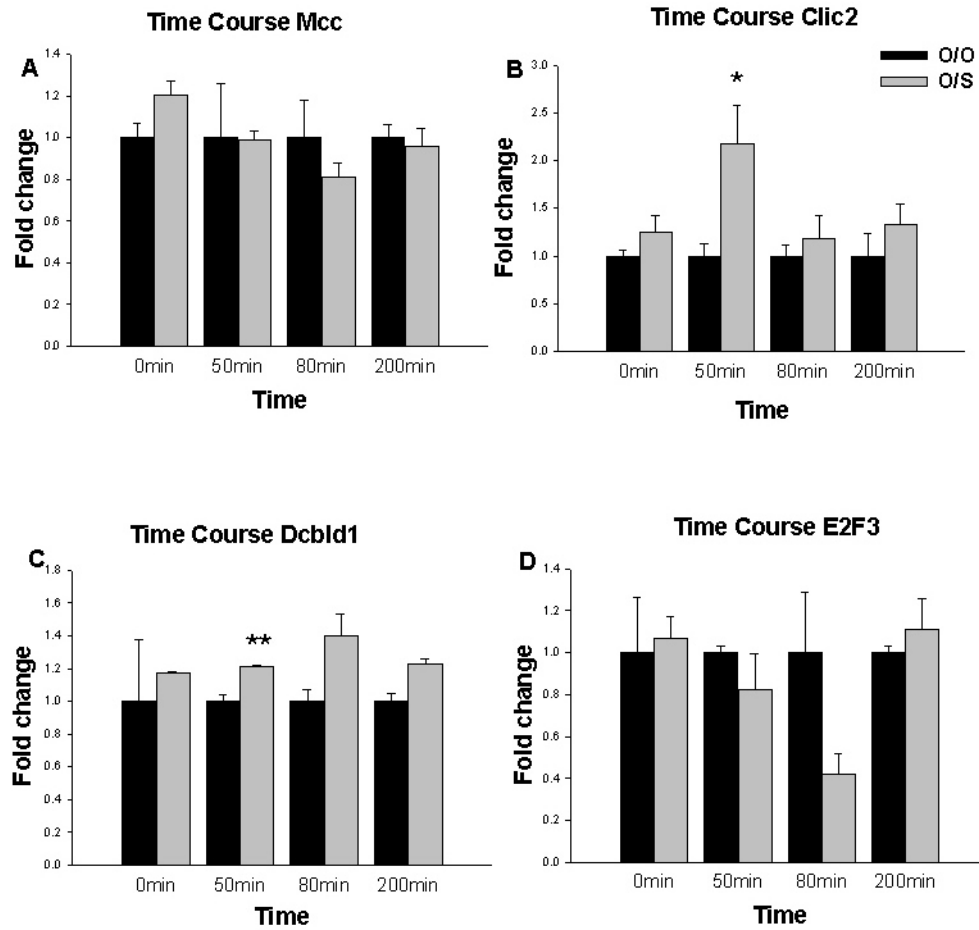 Time Course Mcc
A
1.4
1.2
1.0
0.8
0.6
0.4
0.2
0.0
Fold change
0min 50min 80min 200min
Time
Time Course Clic2
B
O/O
O/S
3.0
2.5
2.0
1.5
1.0
0.5
0.0
*
Fold change
0min 50min 80min 200min
Time
Time Course Dcbld1
C
1.8
1.6
1.4
1.2
1.0
0.8
0.6
0.4
0.2
0.0
**
Fold change
0min 50min 80min 200min
Time
Time Course E2F3
D
1.4
1.2
1.0
0.8
0.6
0.4
0.2
0.0
Fold change
0min 50min 80min 200min
Time